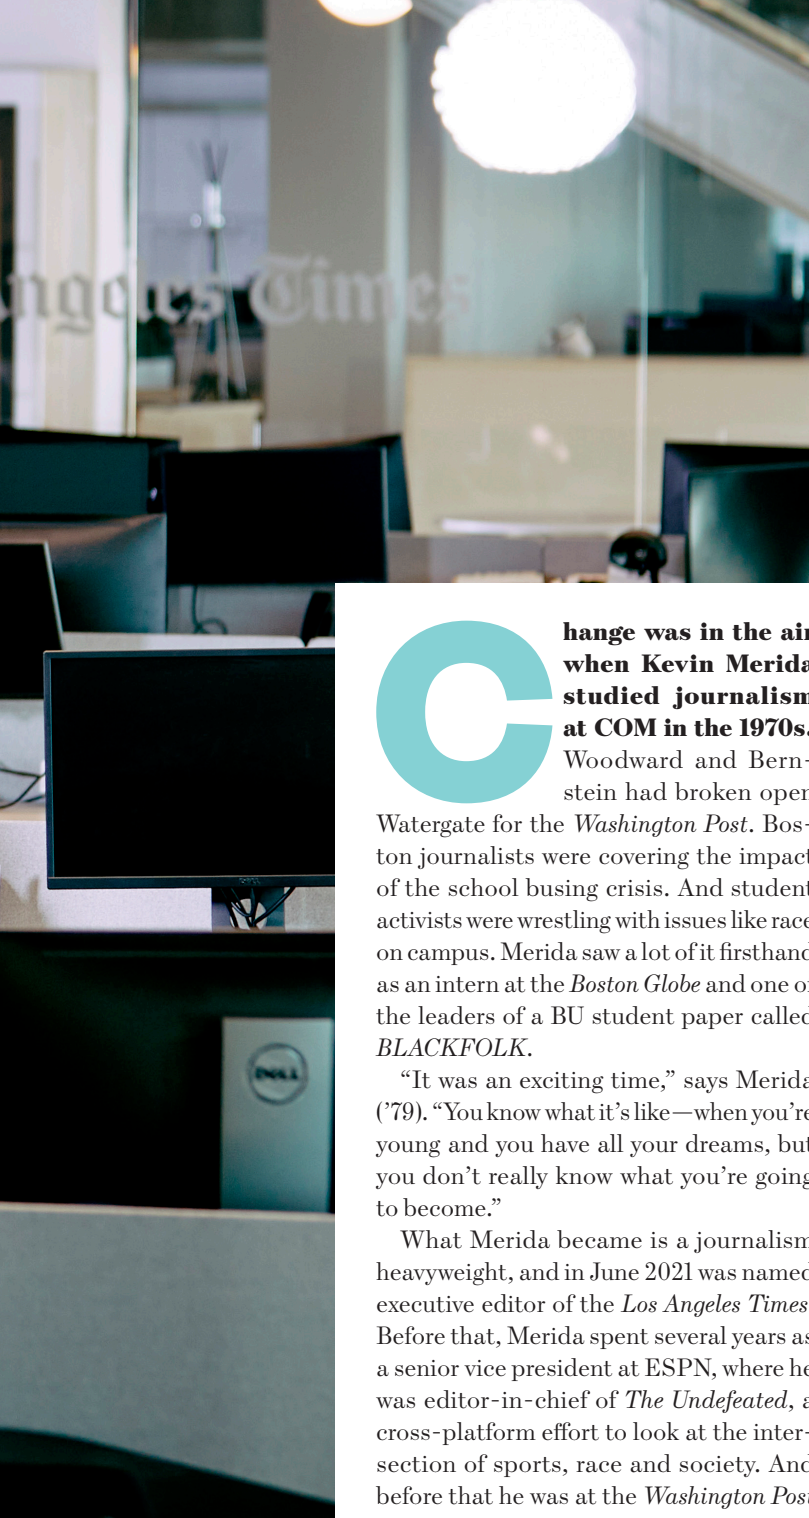 ngeles Times
Change was in the air
when Kevin Merida
studied journalism
at COM in the 1970s.
Woodward and Bern-
stein had broken open
Watergate for the Washington Post. Bos-
ton journalists were covering the impact
of the school busing crisis. And student
activists were wrestling with issues like race
on campus. Merida saw a lot of it firsthand
as an intern at the Boston Globe and one of
the leaders of a BU student paper called
BLACKFOLK.
“It was an exciting time,” says Merida
(’79). “You know what it’s like—when you’re
young and you have all your dreams, but
you don’t really know what you’re going
to become.”
What Merida became is a journalism
heavyweight, and in June 2021 was named
executive editor of the Los Angeles Times.
Before that, Merida spent several years as
a senior vice president at ESPN, where he
was editor-in-chief of The Undefeated, a
cross-platform effort to look at the inter-
section of sports, race and society. And
before that he was at the Washington Post
DELL